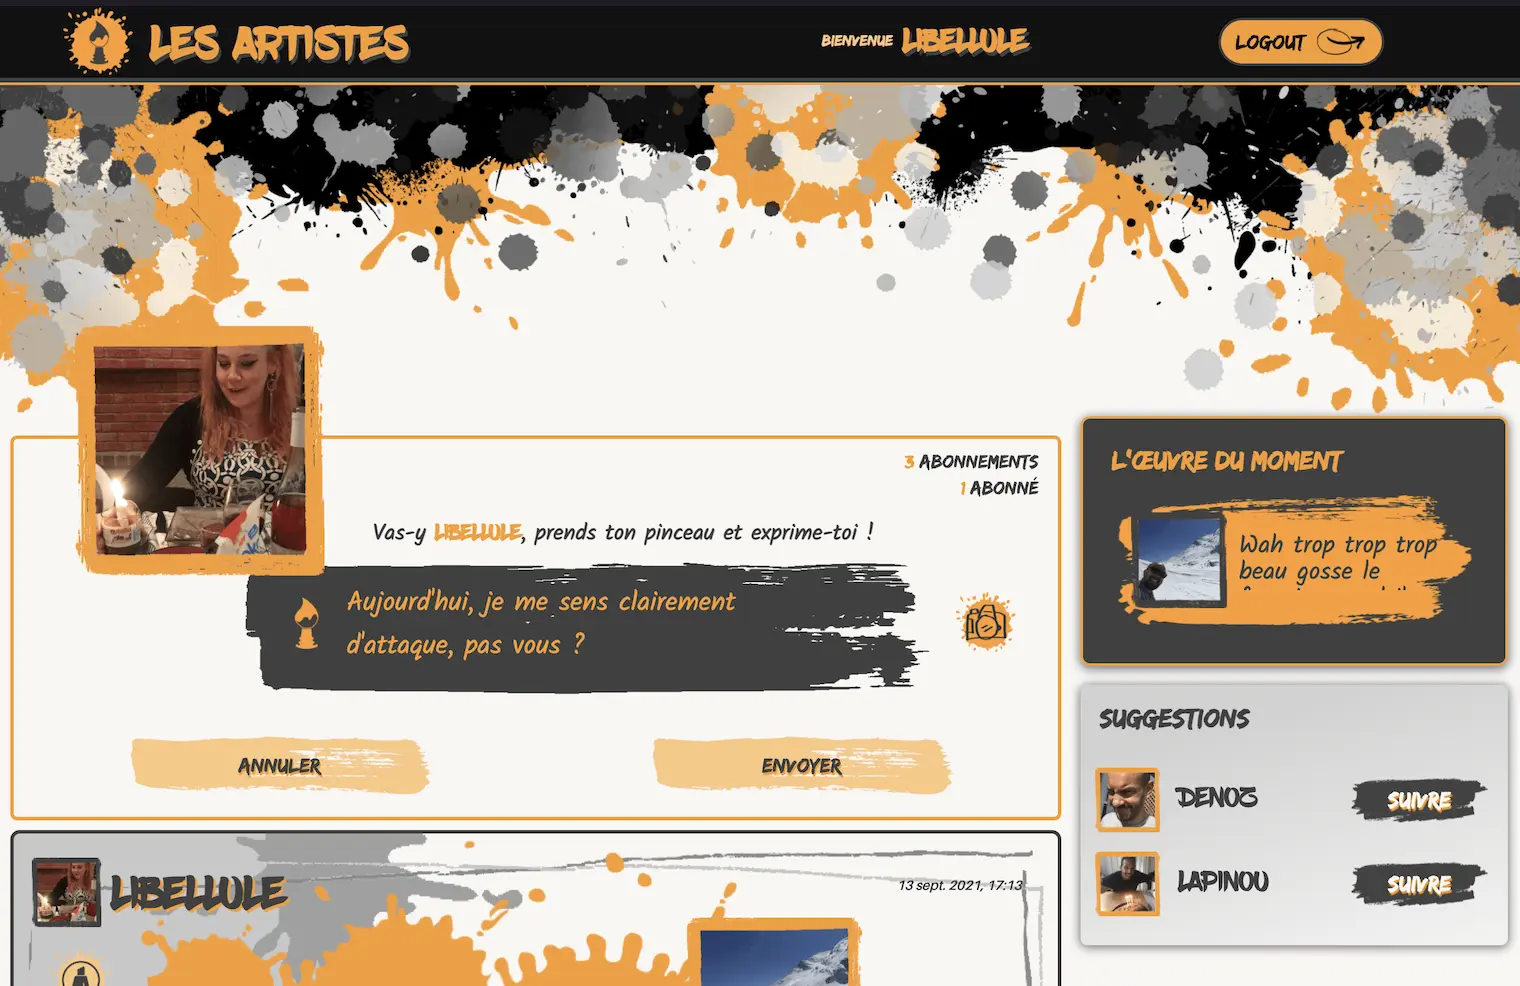 LES ARTISTES
BIENVENUE LIBELLULE
LOGOUT
3 ABONNEMENTS
1 ABONNÉ
Vas-y LIBELLULE, prends ton pinceau et exprime-toi !
Aujourd'hui, je me sens clairement
d'attaque, pas vous ?
ANNULER
ENVOYER
L'ŒUVRE DU MOMENT
Wah trop trop trop
beau gosse le
SUGGESTIONS
DENOZ
SUIVRE
LAPINOU
SUIVRE
LIBELLULE
13 sept. 2021, 17:13